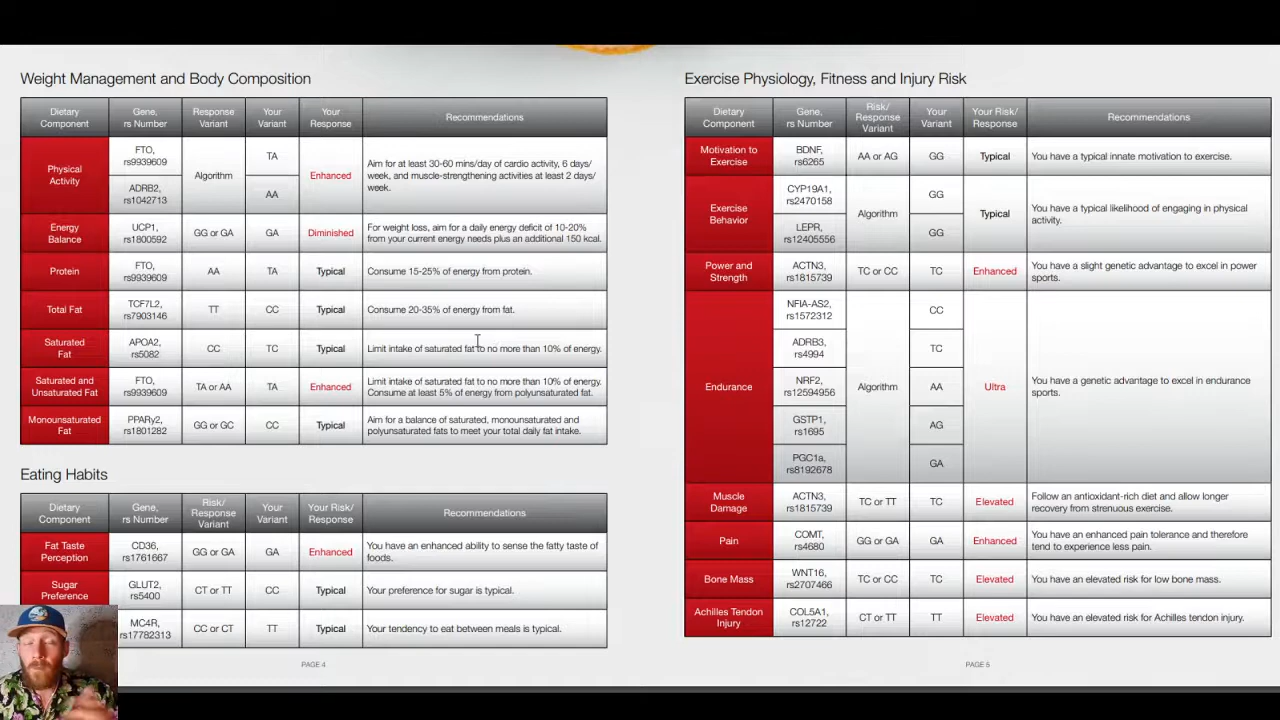 Weight Management and Body Composition
Dietary Component
Gene, rs Number
Response Variant
Your Variant
Your Response
Recommendations
Physical Activity
FTO, rs9939609
ADRB2, rs1042713
Algorithm
TA
AA
Enhanced
Aim for at least 30-60 mins/day of cardio activity, 6 days/
week, and muscle-strengthening activities at least 2 days/
week.
Energy Balance
UCP1, rs1800592
GG or GA
GA
Diminished
For weight loss, aim for a daily energy deficit of 10-20%
from your current energy needs plus an additional 150 kcal.
Protein
FTO, rs9939609
AA
TA
Typical
Consume 15-25% of energy from protein.
Total Fat
TCF7L2, rs7903146
TT
CC
Typical
Consume 20-35% of energy from fat.
Saturated Fat
APOA2, rs5082
CC
TC
Typical
Limit intake of saturated fat to no more than 10% of energy.
Saturated and Unsaturated Fat
FTO, rs9939609
TA or AA
TA
Enhanced
Limit intake of saturated fat to no more than 10% of energy.
Consume at least 5% of energy from polyunsaturated fat.
Monounsaturated Fat
PPARγ2, rs1801282
GG or GC
CC
Typical
Aim for a balance of saturated, monounsaturated and
polyunsaturated fats to meet your total daily fat intake.
Eating Habits
Dietary Component
Gene, rs Number
Risk/ Response Variant
Your Variant
Your Risk/ Response
Recommendations
Fat Taste Perception
CD36, rs1761667
GG or GA
GA
Enhanced
You have an enhanced ability to sense the fatty taste of
foods.
Sugar Preference
GLUT2, rs5400
CT or TT
CC
Typical
Your preference for sugar is typical.
MC4R, rs17782313
CC or CT
TT
Typical
Your tendency to eat between meals is typical.
PAGE 4
Exercise Physiology, Fitness and Injury Risk
Dietary Component
Gene, rs Number
Risk/ Response Variant
Your Variant
Your Risk/ Response
Recommendations
Motivation to Exercise
BDNF, rs6265
AA or AG
GG
Typical
You have a typical innate motivation to exercise.
Exercise Behavior
CYP19A1, rs2470158
LEPR, rs12405556
Algorithm
GG
GG
Typical
You have a typical likelihood of engaging in physical
activity.
Power and Strength
ACTN3, rs1815739
TC or CC
TC
Enhanced
You have a slight genetic advantage to excel in power
sports.
Endurance
NFIA-AS2, rs1572312
ADRB3, rs4994
NRF2, rs12594956
GSTP1, rs1695
PGC1a, rs8192678
Algorithm
CC
TC
AA
AG
GA
Ultra
You have a genetic advantage to excel in endurance
sports.
Muscle Damage
ACTN3, rs1815739
TC or TT
TC
Elevated
Follow an antioxidant-rich diet and allow longer
recovery from strenuous exercise.
Pain
COMT, rs4680
GG or GA
GA
Enhanced
You have an enhanced pain tolerance and therefore
tend to experience less pain.
Bone Mass
WNT16, rs2707466
TC or CC
TC
Elevated
You have an elevated risk for low bone mass.
Achilles Tendon Injury
COL5A1, rs12722
CT or TT
TT
Elevated
You have an elevated risk for Achilles tendon injury.
PAGE 5